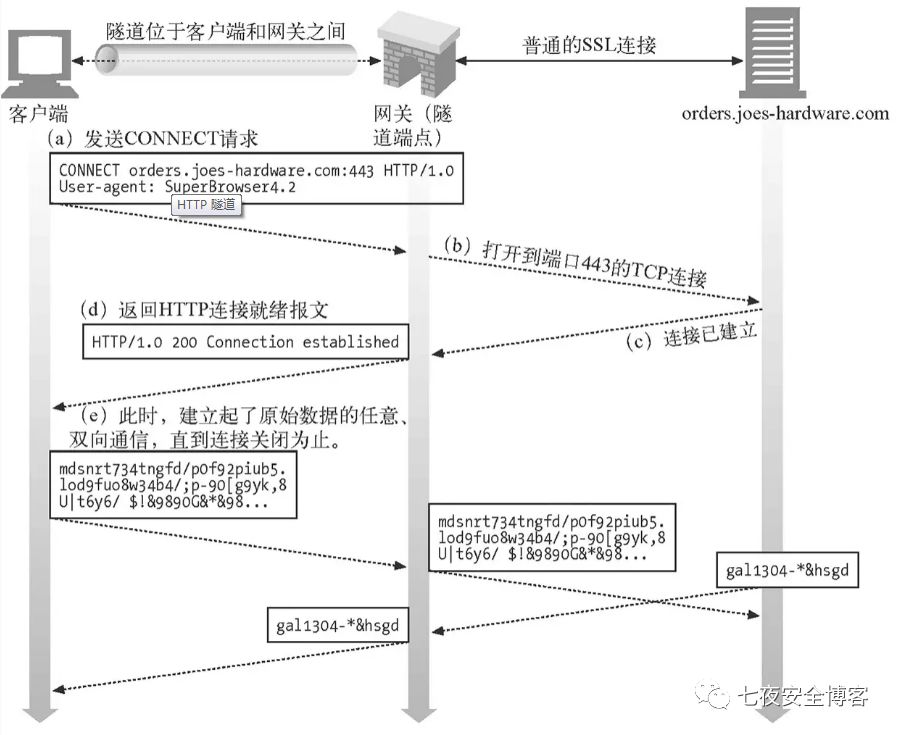 隧道位于客户端和网关之间
普通的SSL连接
客户端
网关（隧
道端点）
orders.joes-hardware.com
（a）发送CONNECT请求
CONNECT orders.joes-hardware.com:443 HTTP/1.0
User-agent: SuperBrowser4.2
HTTP 隧道
（b）打开到端口443的TCP连接
（c）连接已建立
（d）返回HTTP连接就绪报文
HTTP/1.0 200 Connection established
（e）此时，建立起了原始数据的任意、
双向通信，直到连接关闭为止。
mdsnrt734tngfd/p0f92piub5.
lod9fuo8w34b4/;p-90[g9yk,8
U|t6y6/ $!&9890G&*&98...
mdsnrt734tngfd/p0f92piub5.
lod9fuo8w34b4/;p-90[g9yk,8
U|t6y6/ $!&9890G&*&98...
gal1304-*&hsgd
gal1304-*&hsgd
七夜安全博客